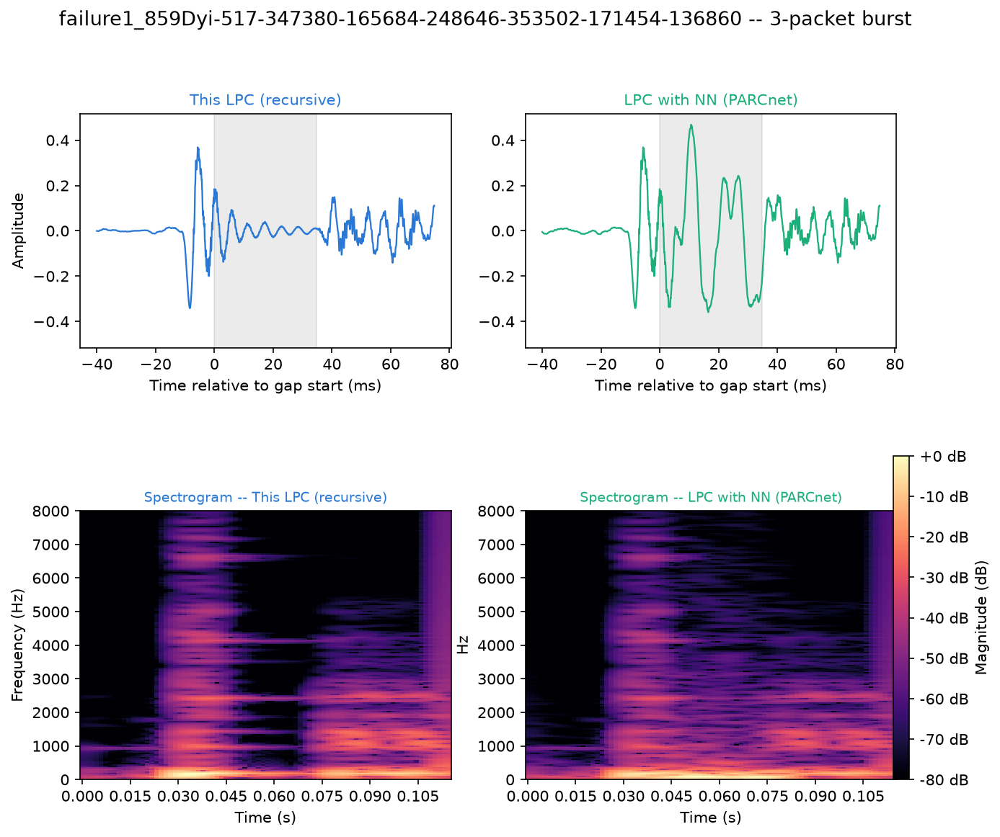 failure1_859Dyi-517-347380-165684-248646-353502-171454-136860 -- 3-packet burst
This LPC (recursive)
LPC with NN (PARCnet)
Amplitude
0.4
0.2
0.0
−0.2
−0.4
−40
−20
0
20
40
60
80
Time relative to gap start (ms)
0.4
0.2
0.0
−0.2
−0.4
−40
−20
0
20
40
60
80
Time relative to gap start (ms)
Spectrogram -- This LPC (recursive)
Frequency (Hz)
8000
7000
6000
5000
4000
3000
2000
1000
0
0.000
0.015
0.030
0.045
0.060
0.075
0.090
0.105
Time (s)
Spectrogram -- LPC with NN (PARCnet)
Hz
8000
7000
6000
5000
4000
3000
2000
1000
0
0.000
0.015
0.030
0.045
0.060
0.075
0.090
0.105
Time (s)
+0 dB
-10 dB
-20 dB
-30 dB
-40 dB
-50 dB
-60 dB
-70 dB
-80 dB
Magnitude (dB)